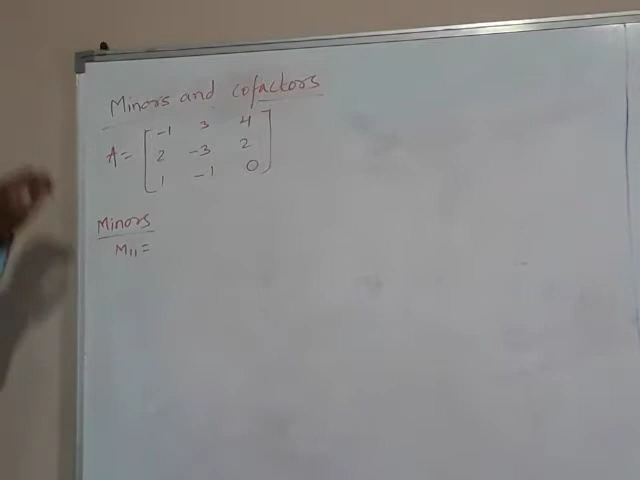 Minors and cofactors
A = [ -1 3 4
2 -3 2
1 -1 0 ]
Minors
M₁₁ =